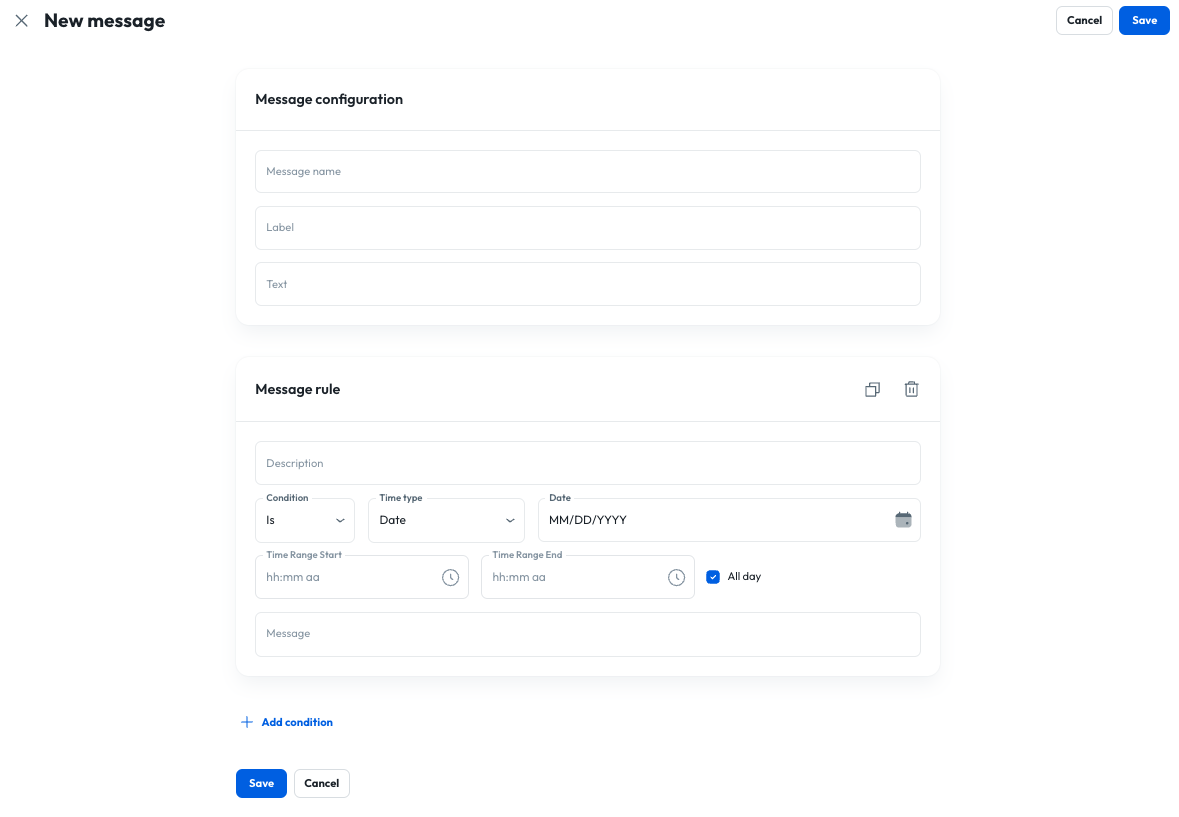 New message
Cancel
Save
Message configuration
Message name
Label
Text
Message rule
Description
Condition
Is
Time type
Date
Date
MM/DD/YYYY
Time Range Start
hh:mm aa
Time Range End
hh:mm aa
All day
Message
Add condition
Save
Cancel